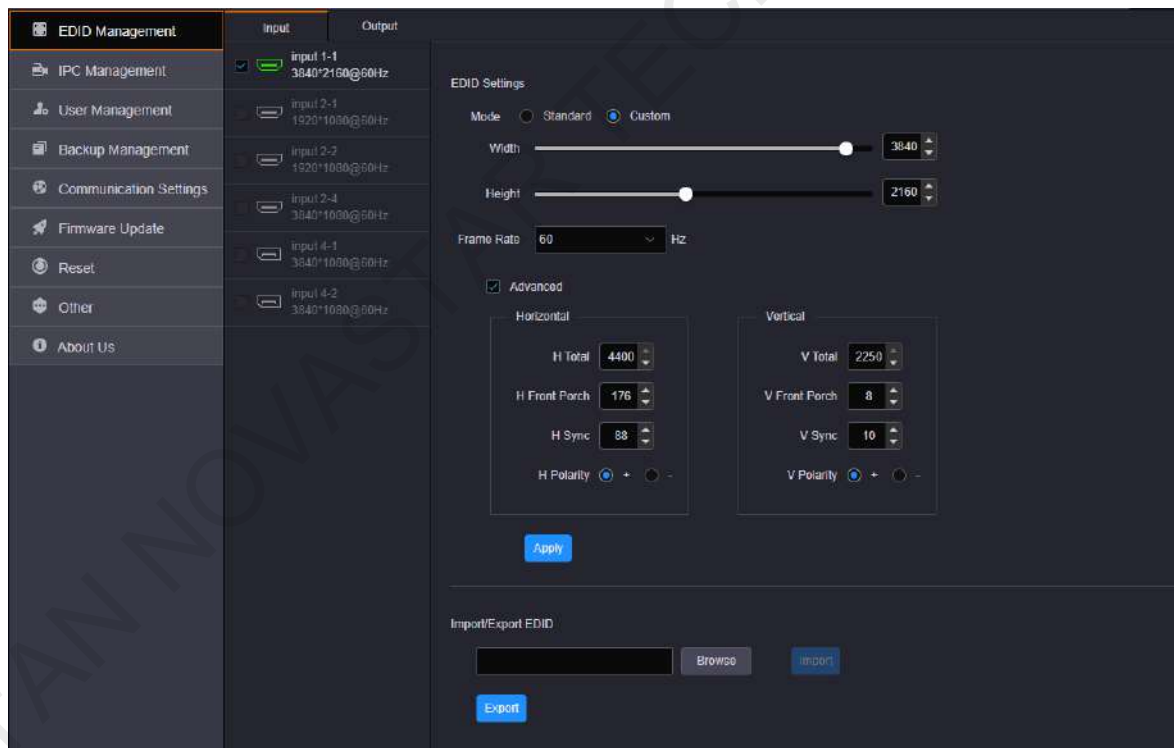 EDID Management
IPC Management
User Management
Backup Management
Communication Settings
Firmware Update
Reset
Other
About Us
Input Output
input 1-1
3840*2160@60Hz
input 2-1
1920*1080@60Hz
input 2-2
1920*1080@60Hz
input 2-4
3840*1080@60Hz
input 4-1
3840*1080@60Hz
input 4-2
3840*1080@60Hz
EDID Settings
Mode Standard Custom
Width 3840
Height 2160
Frame Rate 60 Hz
Advanced
Horizontal
H Total 4400
H Front Porch 176
H Sync 88
H Polarity + -
Vertical
V Total 2250
V Front Porch 8
V Sync 10
V Polarity + -
Apply
Import/Export EDID
Browse Import
Export
AN NOVASTAR TEC